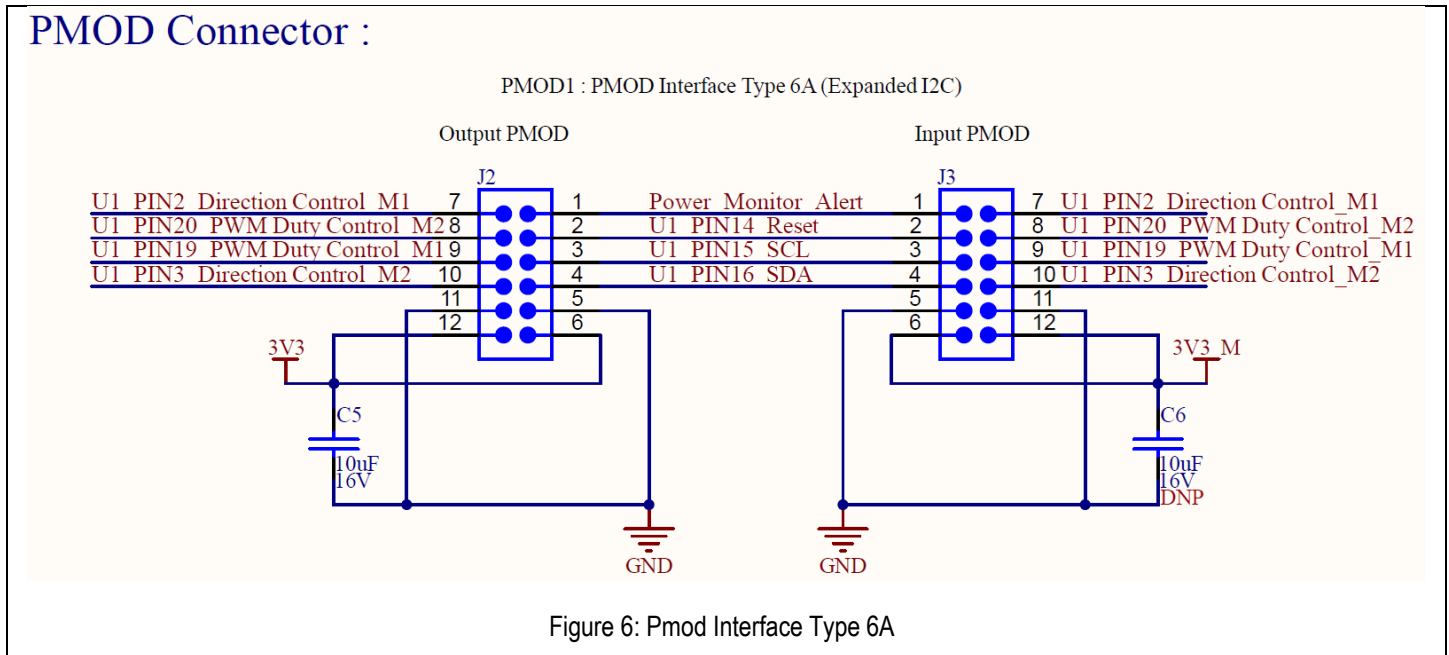 PMOD Connector :
PMOD1 : PMOD Interface Type 6A (Expanded I2C)
Output PMOD
Input PMOD
J2
J3
U1_PIN2_Direction Control_M1 7 1 Power_Monitor_Alert 1 7 U1_PIN2_Direction Control_M1
U1_PIN20_PWM Duty Control_M2 8 2 U1_PIN14_Reset 2 8 U1_PIN20_PWM Duty Control_M2
U1_PIN19_PWM Duty Control_M1 9 3 U1_PIN15_SCL 3 9 U1_PIN19_PWM Duty Control_M1
U1_PIN3_Direction Control_M2 10 4 U1_PIN16_SDA 4 10 U1_PIN3_Direction Control_M2
11 5 5 11
12 6 6 12
3V3
3V3_M
C5
C6
10uF
16V
10uF
16V
DNP
GND
GND
Figure 6: Pmod Interface Type 6A